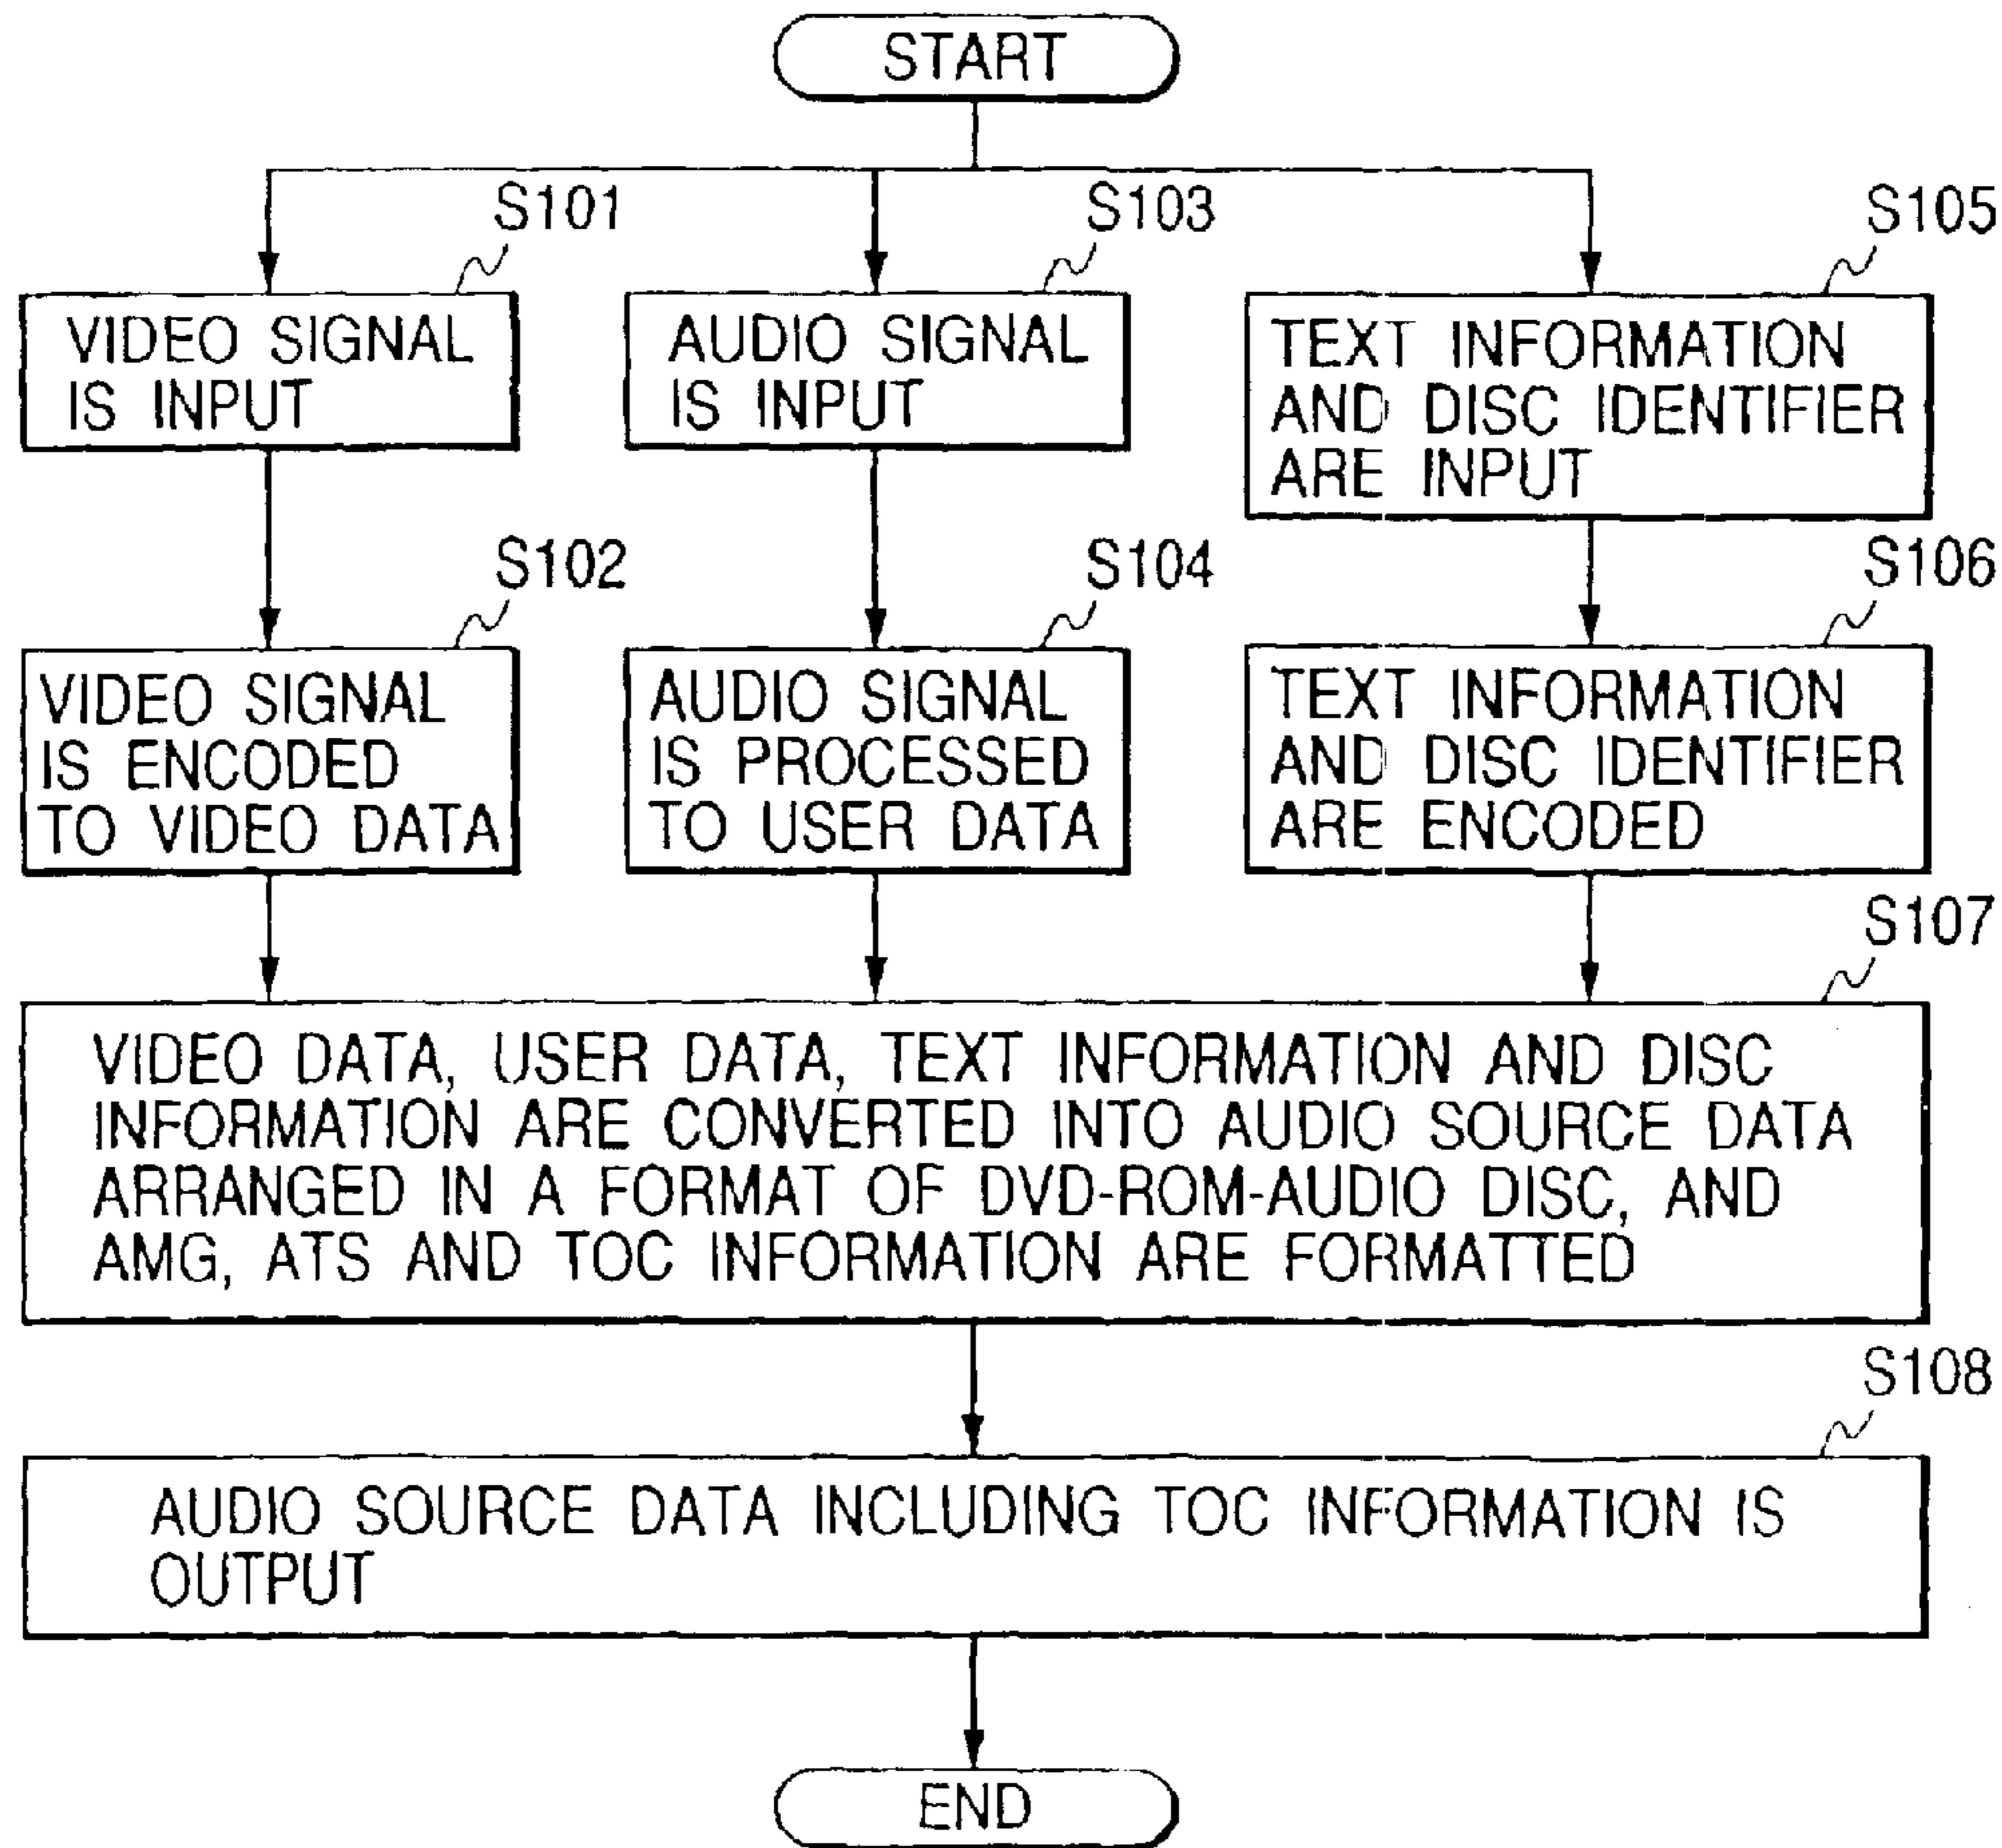 START
S101
S103
S105
VIDEO SIGNAL
IS INPUT
AUDIO SIGNAL
IS INPUT
TEXT INFORMATION
AND DISC IDENTIFIER
ARE INPUT
S102
S104
S106
VIDEO SIGNAL
IS ENCODED
TO VIDEO DATA
AUDIO SIGNAL
IS PROCESSED
TO USER DATA
TEXT INFORMATION
AND DISC IDENTIFIER
ARE ENCODED
S107
VIDEO DATA, USER DATA, TEXT INFORMATION AND DISC
INFORMATION ARE CONVERTED INTO AUDIO SOURCE DATA
ARRANGED IN A FORMAT OF DVD-ROM-AUDIO DISC, AND
AMG, ATS AND TOC INFORMATION ARE FORMATTED
S108
AUDIO SOURCE DATA INCLUDING TOC INFORMATION IS
OUTPUT
END